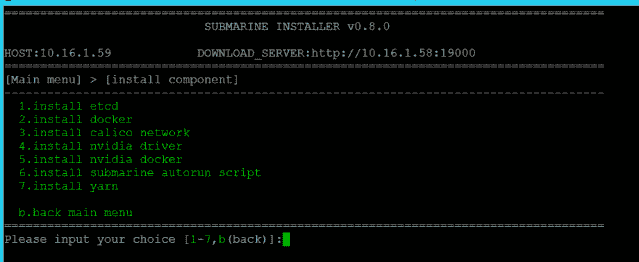 ================================================================================
SUBMARINE INSTALLER v0.8.0
HOST:10.16.1.59 DOWNLOAD_SERVER:http://10.16.1.58:19000
================================================================================
[Main menu] > [install component]
--------------------------------------------------------------------------------
1.install etcd
2.install docker
3.install calico network
4.install nvidia driver
5.install nvidia docker
6.install submarine autorun script
7.install yarn
b.back main menu
================================================================================
Please input your choice [1-7,b(back)]: